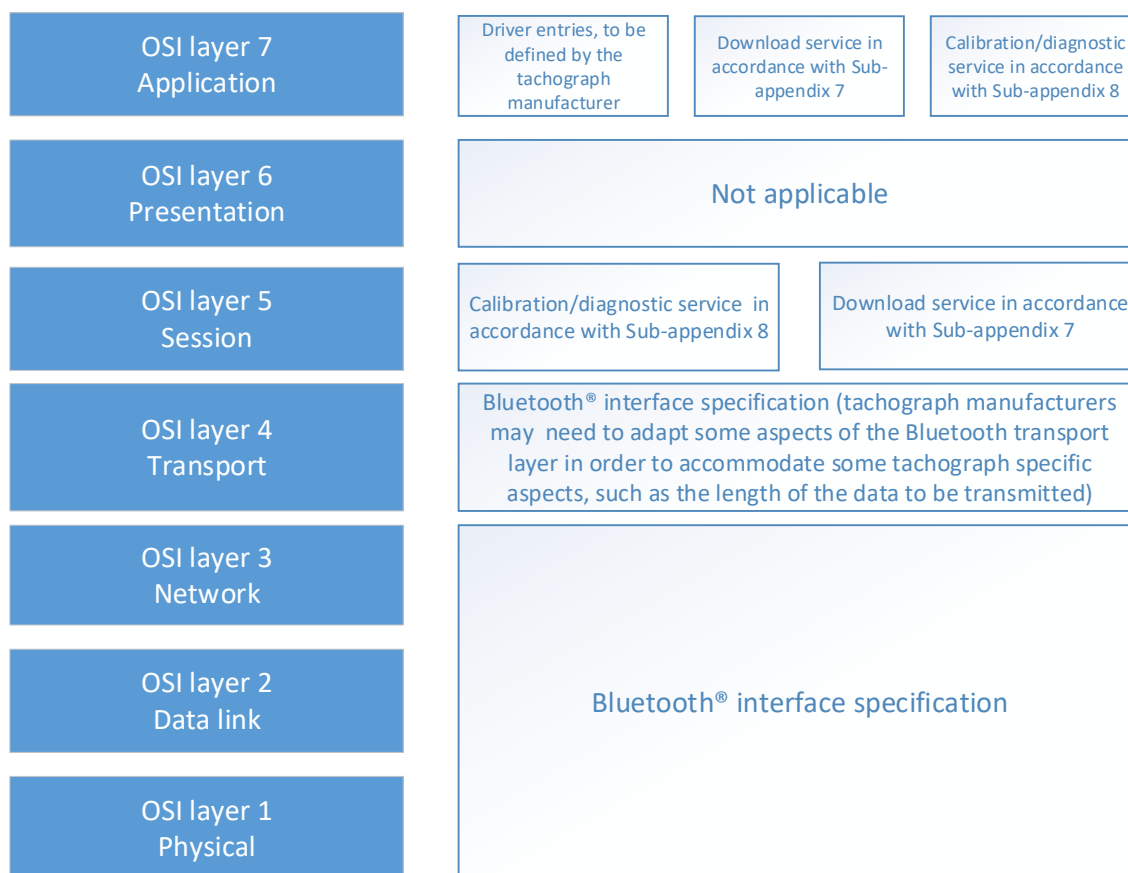 OSI layer 7
Application
Driver entries, to be
defined by the
tachograph
manufacturer
Download service in
accordance with Sub-
appendix 7
Calibration/diagnostic
service in accordance
with Sub-appendix 8
OSI layer 6
Presentation
Not applicable
OSI layer 5
Session
Calibration/diagnostic service in
accordance with Sub-appendix 8
Download service in accordance
with Sub-appendix 7
OSI layer 4
Transport
Bluetooth® interface specification (tachograph manufacturers
may need to adapt some aspects of the Bluetooth transport
layer in order to accommodate some tachograph specific
aspects, such as the length of the data to be transmitted)
OSI layer 3
Network
OSI layer 2
Data link
Bluetooth® interface specification
OSI layer 1
Physical